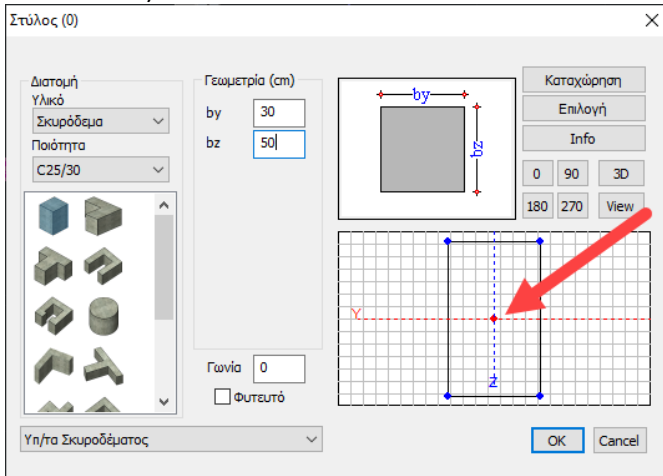 Στύλος (0)
Διατομή
Υλικό
Σκυρόδεμα
Ποιότητα
C25/30
Γεωμετρία (cm)
by 30
bz 50
Γωνία 0
Φυτευτό
by
bz
Καταχώρηση
Επιλογή
Info
0 90 3D
180 270 View
Y
Z
Υπ/τα Σκυροδέματος
OK Cancel